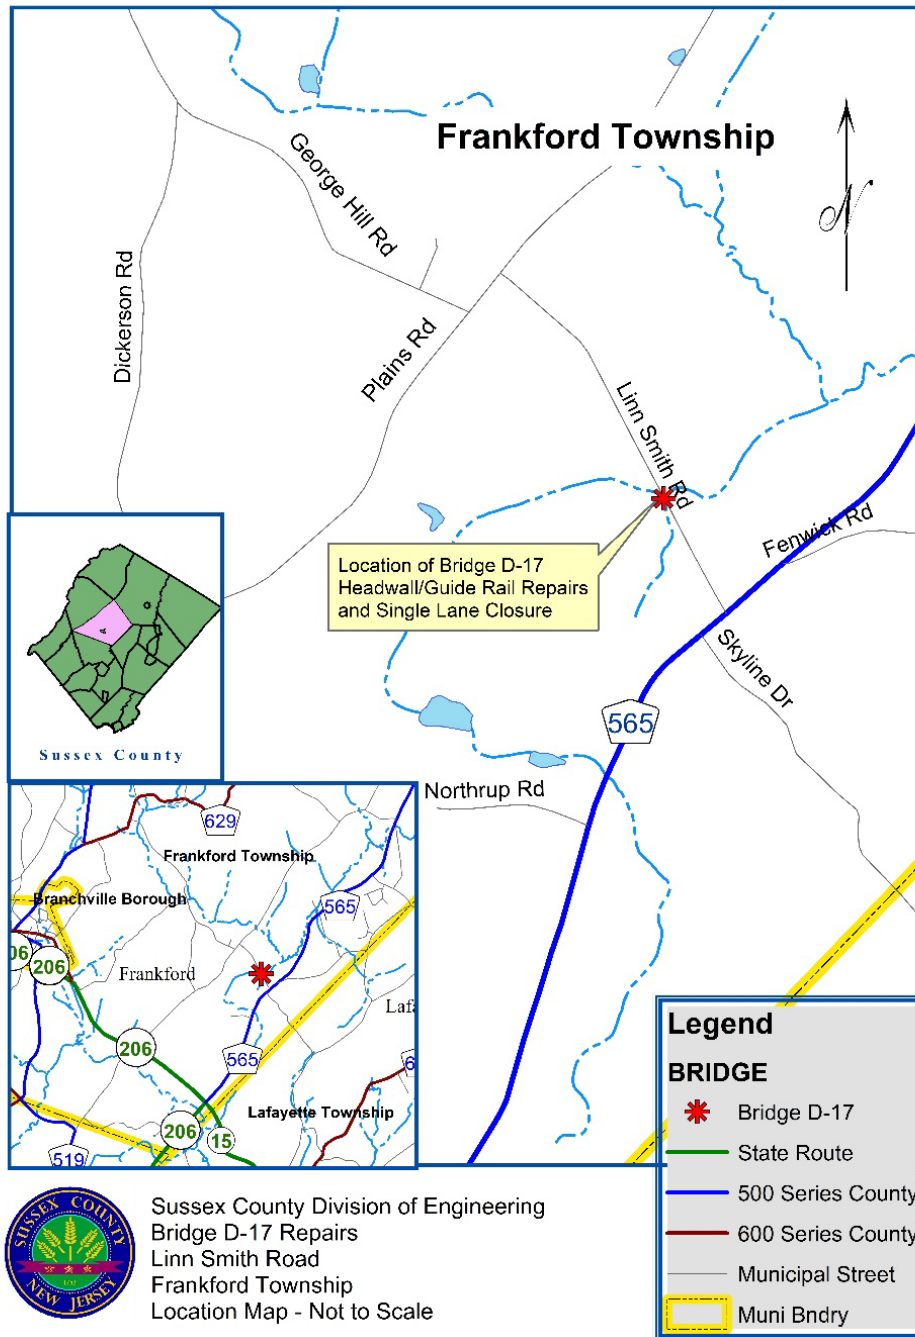 Frankford Township
N
George Hill Rd
Dickerson Rd
Plains Rd
Linn Smith Rd
Fenwick Rd
Location of Bridge D-17
Headwall/Guide Rail Repairs
and Single Lane Closure
Skyline Dr
565
Northrup Rd
Sussex County
629
Frankford Township
Branchville Borough
565
06
206
Frankford
Lafa
206
565
6
Lafayette Township
206
15
519
Legend
BRIDGE
Bridge D-17
State Route
500 Series County
600 Series County
Municipal Street
Muni Bndry
SUSSEX COUNTY
NEW JERSEY
Sussex County Division of Engineering
Bridge D-17 Repairs
Linn Smith Road
Frankford Township
Location Map - Not to Scale